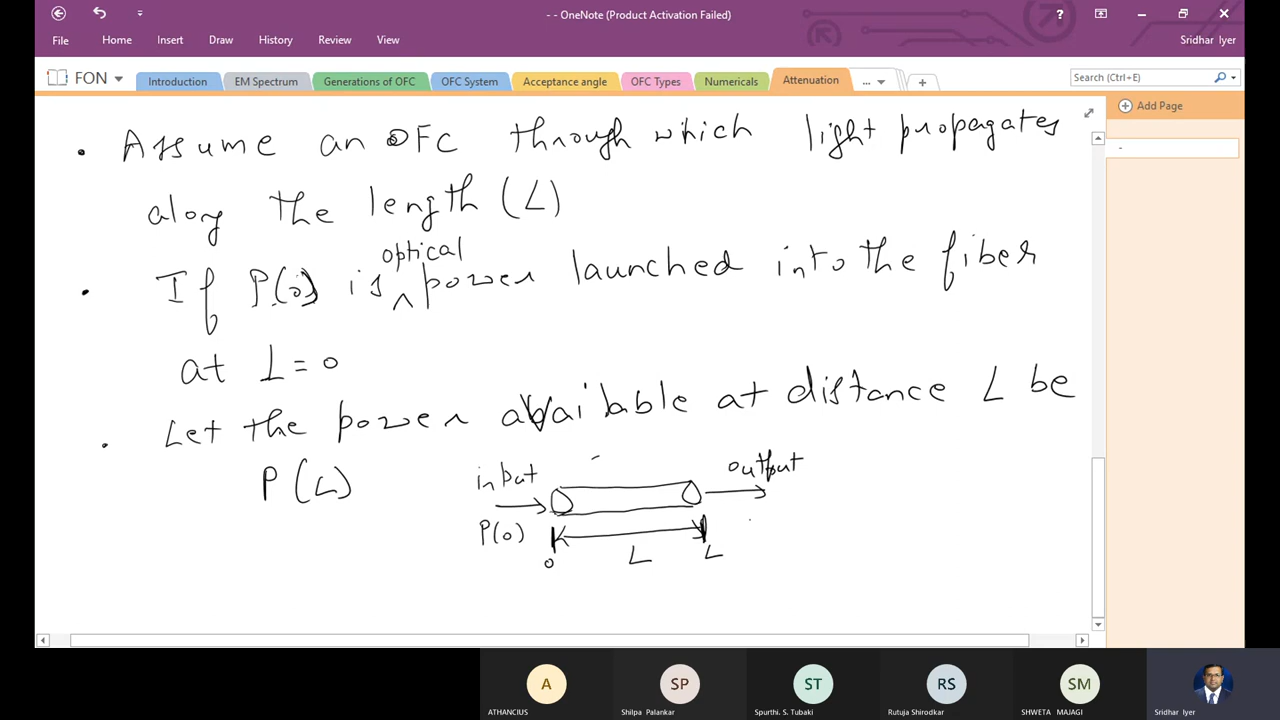 - - OneNote (Product Activation Failed)
File Home Insert Draw History Review View
Sridhar Iyer
FON Introduction EM Spectrum Generations of OFC OFC System Acceptance angle OFC Types Numericals Attenuation ...
Search (Ctrl+E)
Add Page
-
• Assume an OFC through which light propagates
along the length (L)
optical
• If P(0) is ^ power launched into the fiber
at L = 0
• Let the power available at distance L be
P(L)
input
output
P(0)
0
L
L
A
SP
ST
RS
SM
ATHANCIUS
Shilpa Palankar
Spurthi. S. Tubaki
Rutuja Shirodkar
SHWETA MAJAGI
Sridhar Iyer